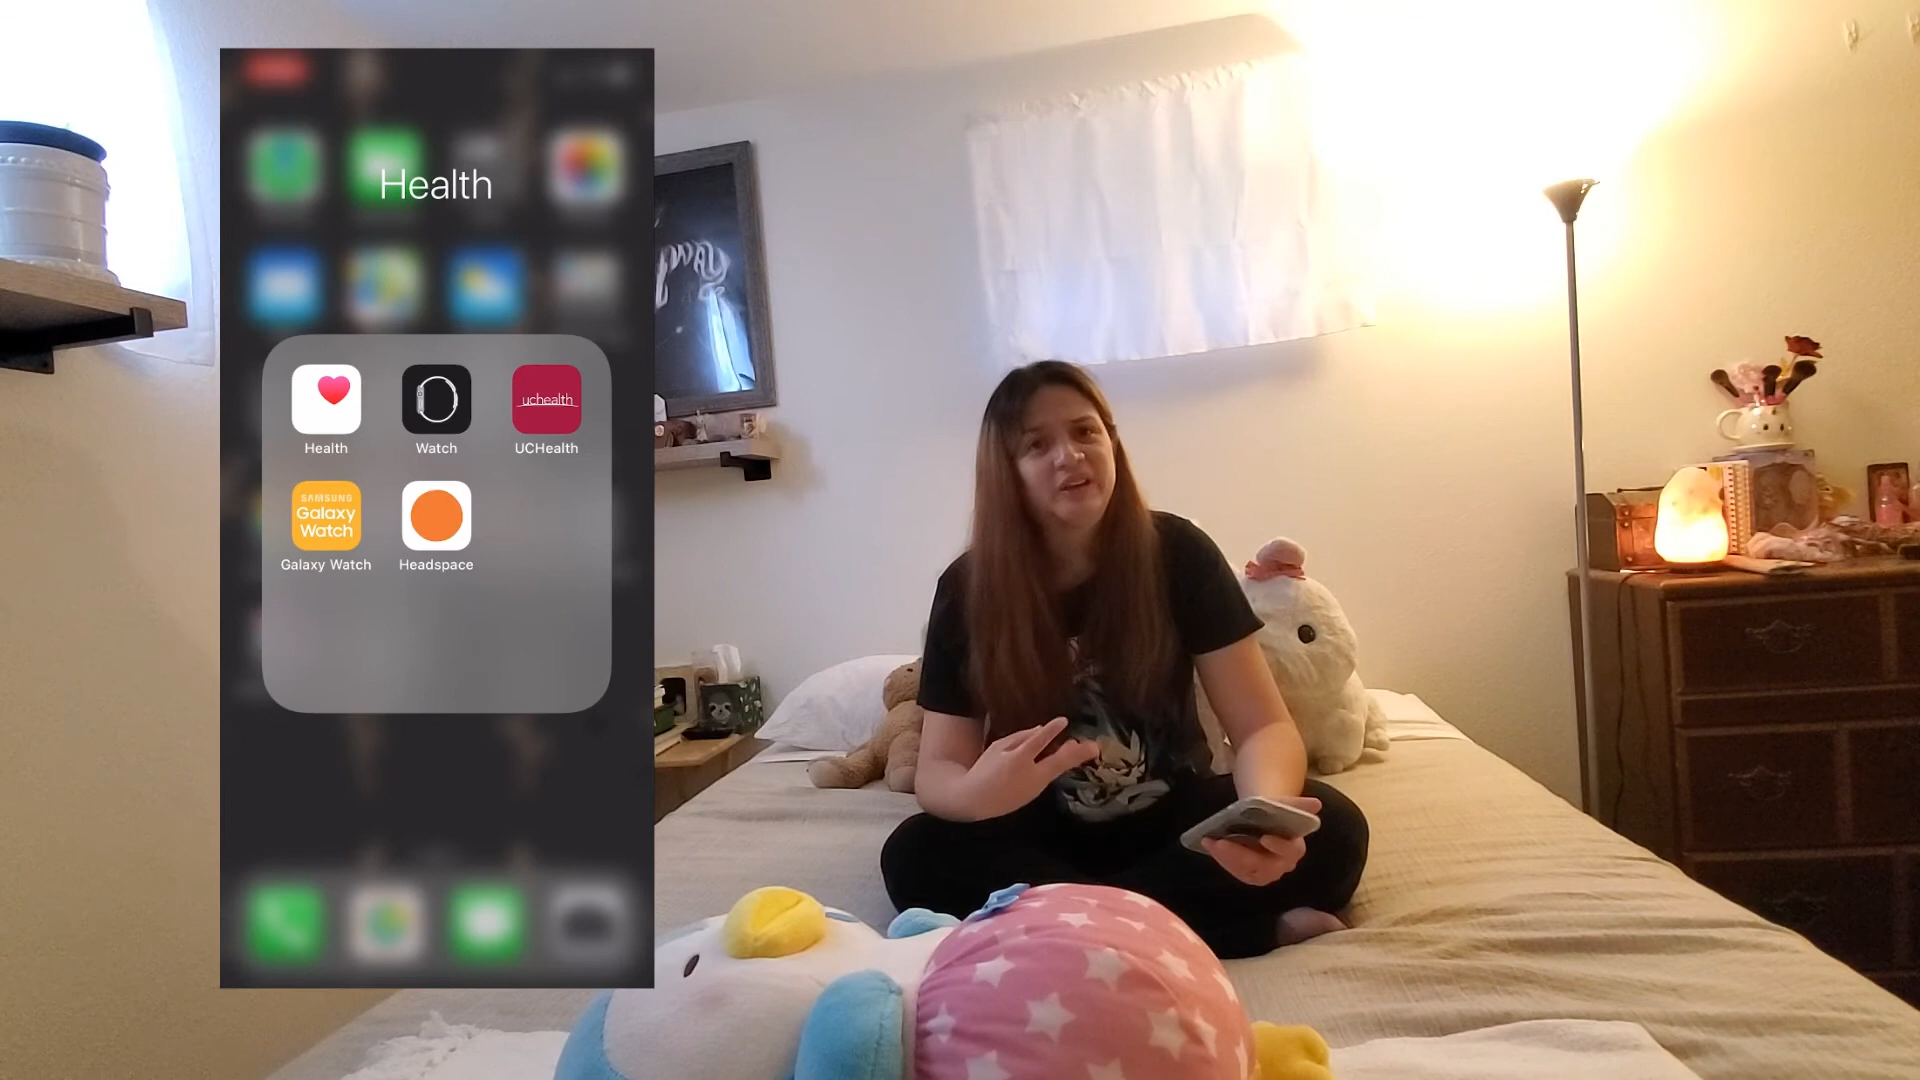 Health
uchealth
Health
Watch
UCHealth
SAMSUNG
Galaxy
Watch
Galaxy Watch
Headspace